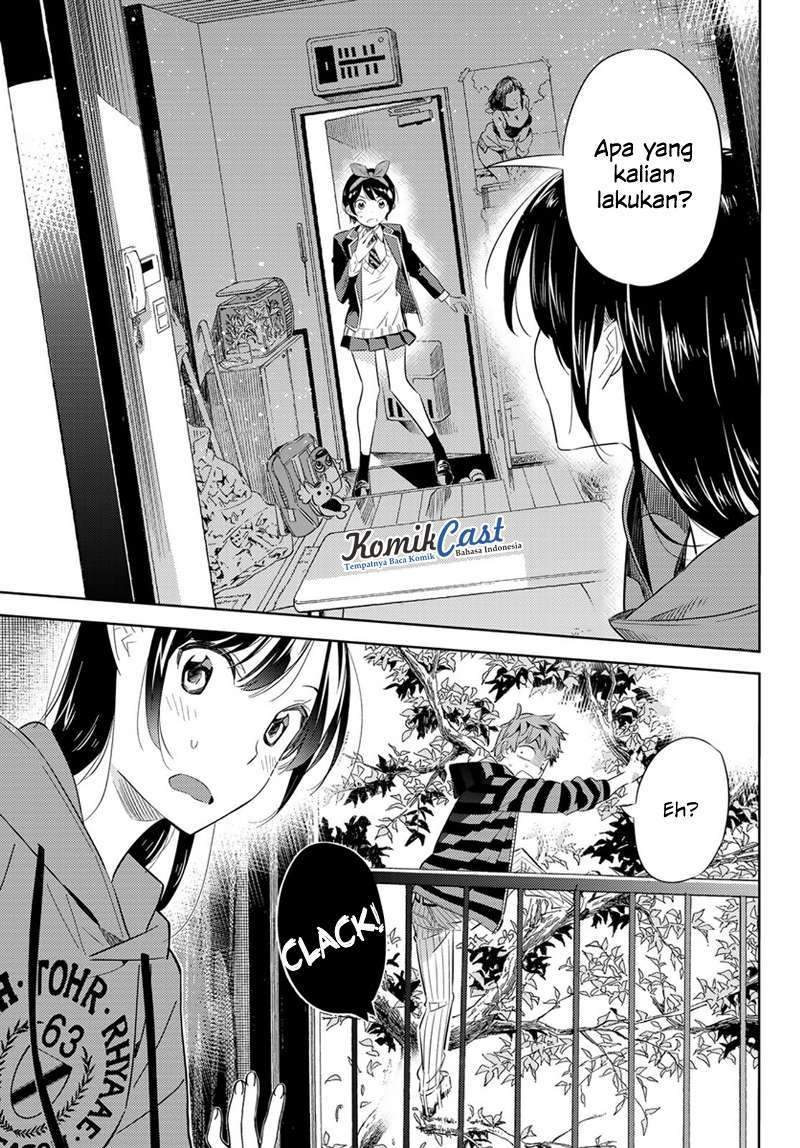 Apa yang
kalian
lakukan?
KomikCast
Tempatnya Baca Komik Bahasa Indonesia
Eh?
CLACK!
H·TOHR·RHYAAE·
63